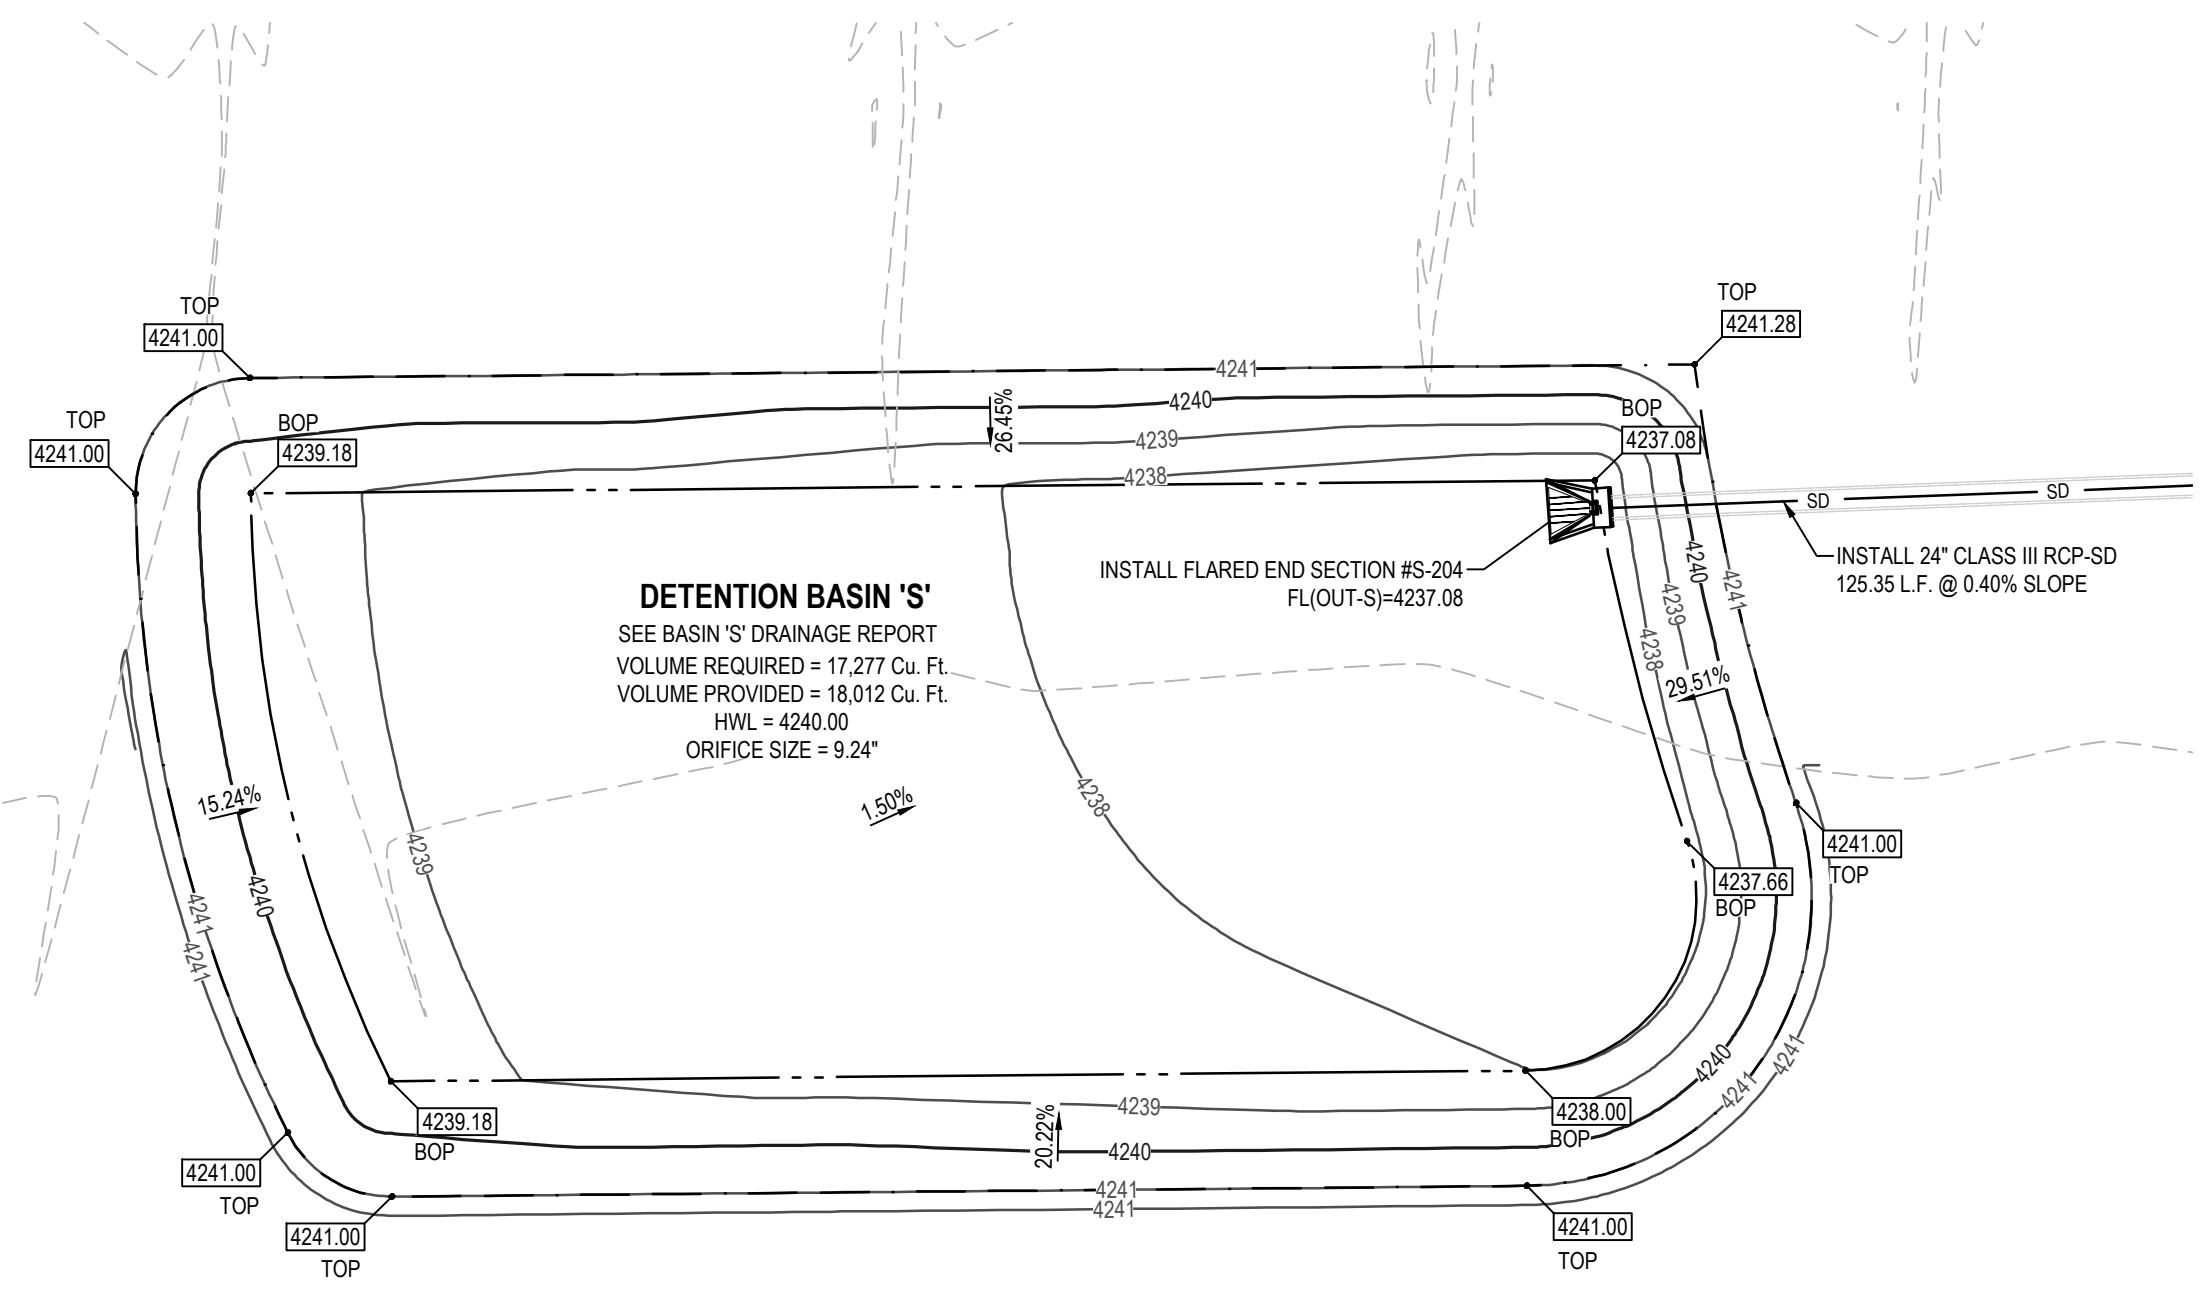 TOP
4241.00
TOP
4241.28
TOP
4241.00
BOP
4239.18
4241
4240
26.45%
4239
4238
BOP
4237.08
SD
SD
INSTALL 24" CLASS III RCP-SD
125.35 L.F. @ 0.40% SLOPE
INSTALL FLARED END SECTION #S-204
FL(OUT-S)=4237.08
DETENTION BASIN 'S'
SEE BASIN 'S' DRAINAGE REPORT
VOLUME REQUIRED = 17,277 Cu. Ft.
VOLUME PROVIDED = 18,012 Cu. Ft.
HWL = 4240.00
ORIFICE SIZE = 9.24"
4240
4241
4239
4238
29.51%
15.24%
1.50%
4238
4239
4240
4241
4241
4241.00
TOP
4237.66
BOP
4240
4241
4241
4239.18
BOP
4239
20.22%
4240
4238.00
BOP
4241.00
TOP
4241
4241
4241.00
TOP
4241.00
TOP